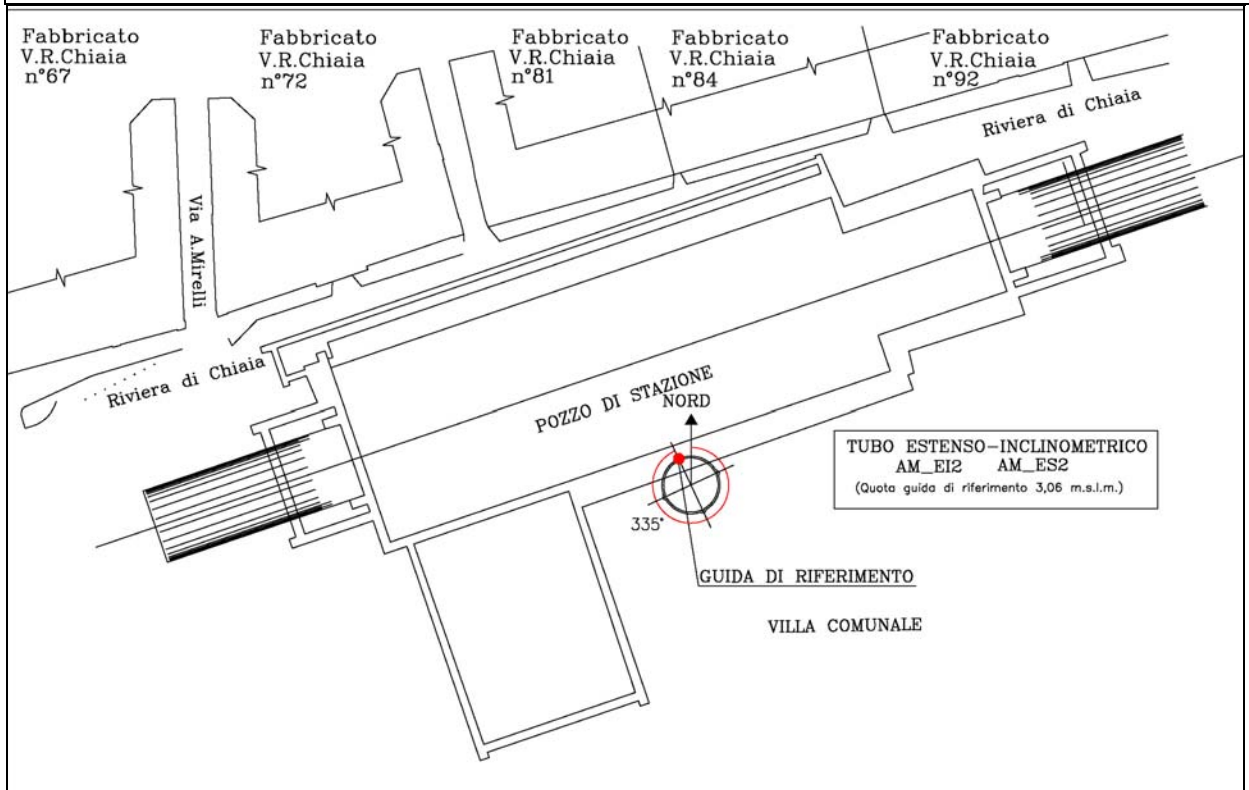 Fabbricato
V.R.Chiaia
n°67
Fabbricato
V.R.Chiaia
n°72
Fabbricato
V.R.Chiaia
n°81
Fabbricato
V.R.Chiaia
n°84
Fabbricato
V.R.Chiaia
n°92
Riviera di Chiaia
Via A.Mirelli
Riviera di Chiaia
POZZO DI STAZIONE
NORD
TUBO ESTENSO-INCLINOMETRICO
AM_EI2 AM_ES2
(Quota guida di riferimento 3,06 m.s.l.m.)
335°
GUIDA DI RIFERIMENTO
VILLA COMUNALE